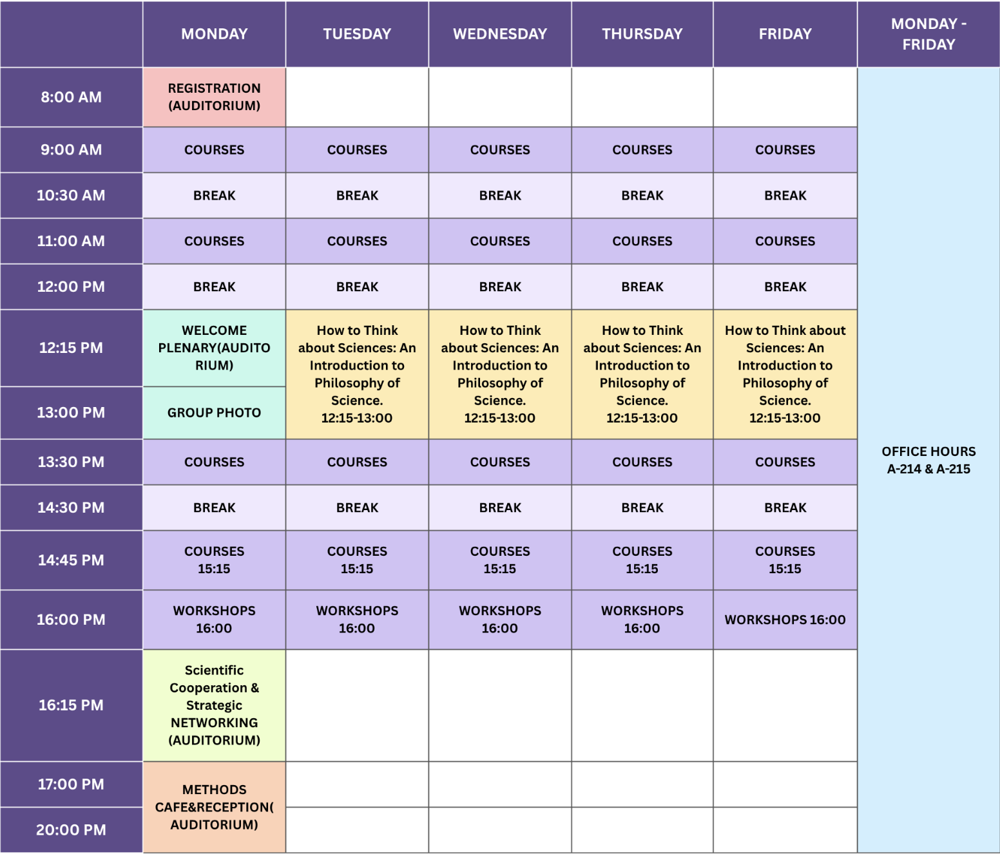 MONDAY
TUESDAY
WEDNESDAY
THURSDAY
FRIDAY
MONDAY -
FRIDAY
8:00 AM
REGISTRATION
(AUDITORIUM)
9:00 AM
COURSES
COURSES
COURSES
COURSES
COURSES
10:30 AM
BREAK
BREAK
BREAK
BREAK
BREAK
11:00 AM
COURSES
COURSES
COURSES
COURSES
COURSES
12:00 PM
BREAK
BREAK
BREAK
BREAK
BREAK
12:15 PM
WELCOME
PLENARY(AUDITO
RIUM)
How to Think
about Sciences: An
Introduction to
Philosophy of
Science.
12:15-13:00
How to Think
about Sciences: An
Introduction to
Philosophy of
Science.
12:15-13:00
How to Think
about Sciences: An
Introduction to
Philosophy of
Science.
12:15-13:00
How to Think about
Sciences: An
Introduction to
Philosophy of
Science.
12:15-13:00
13:00 PM
GROUP PHOTO
13:30 PM
COURSES
COURSES
COURSES
COURSES
COURSES
OFFICE HOURS
A-214 & A-215
14:30 PM
BREAK
BREAK
BREAK
BREAK
BREAK
14:45 PM
COURSES
15:15
COURSES
15:15
COURSES
15:15
COURSES
15:15
COURSES
15:15
16:00 PM
WORKSHOPS
16:00
WORKSHOPS
16:00
WORKSHOPS
16:00
WORKSHOPS
16:00
WORKSHOPS 16:00
16:15 PM
Scientific
Cooperation &
Strategic
NETWORKING
(AUDITORIUM)
17:00 PM
METHODS
CAFE&RECEPTION(
AUDITORIUM)
20:00 PM